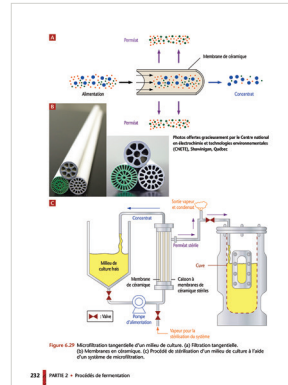 A
Perméat
Membrane de céramique
Alimentation
Concentrat
Perméat
B
Photos offertes gracieusement par le Centre national
en électrochimie et technologies environnementales
(CNETE), Shawinigan, Québec
C
Sortie vapeur
et condensat
Concentrat
Perméat stérile
Milieu de
culture frais
Cuve
Membrane
de céramique
Caisson à
membranes de
céramique stériles
: Valve
Pompe
d'alimentation
Vapeur pour la
stérilisation du système
Figure 6.29 Microfiltration tangentielle d'un milieu de culture. (a) Filtration tangentielle.
(b) Membranes en céramique. (c) Procédé de stérilisation d'un milieu de culture à l'aide
d'un système de microfiltration.
232 PARTIE 2 • Procédés de fermentation